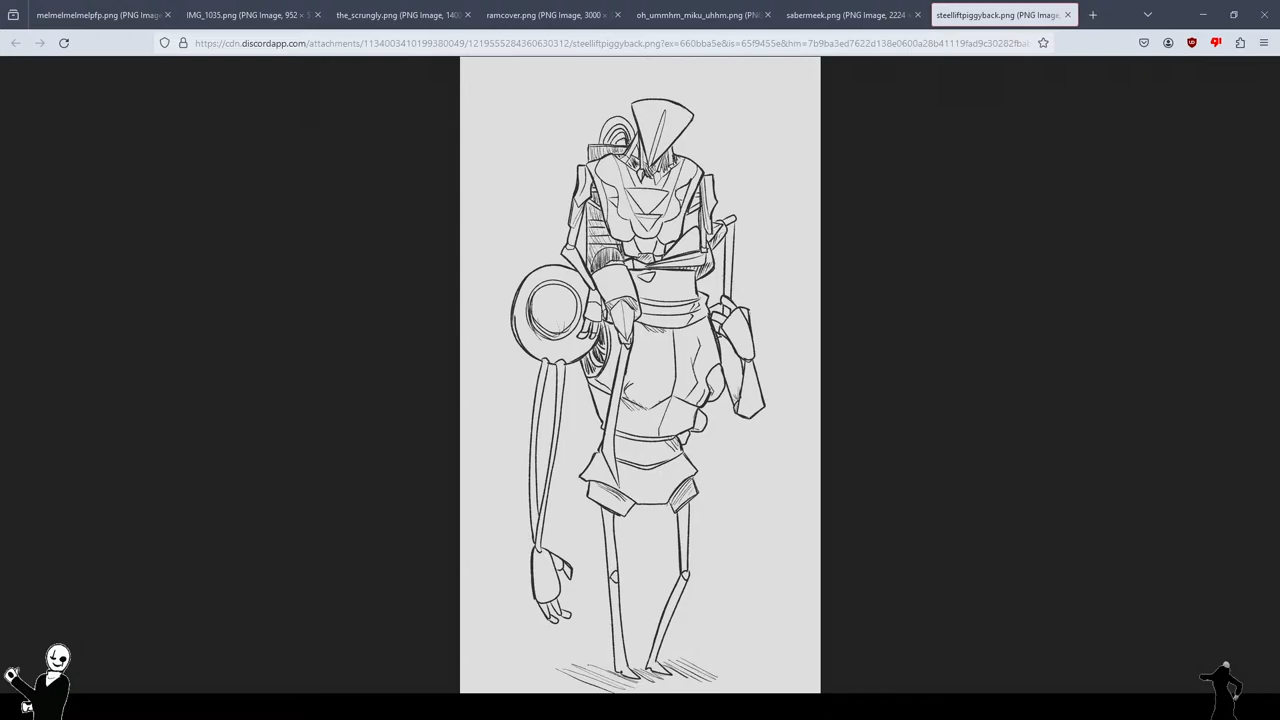 melmelmelmelpfp.png (PNG Imag
IMG_1035.png (PNG Image, 952 × 5
the_scrungly.png (PNG Image, 140
ramcover.png (PNG Image, 3000 ×
oh_ummhm_miku_uhhm.png (PN
sabermeek.png (PNG Image, 2224
steelliftpiggyback.png (PNG Image,
https://cdn.discordapp.com/attachments/1134003410199380049/1219555284360630312/steelliftpiggyback.png?ex=660bba5e&is=65f9455e&hm=7b9ba3ed7622d138e0600a28b41119fad9c30282fba